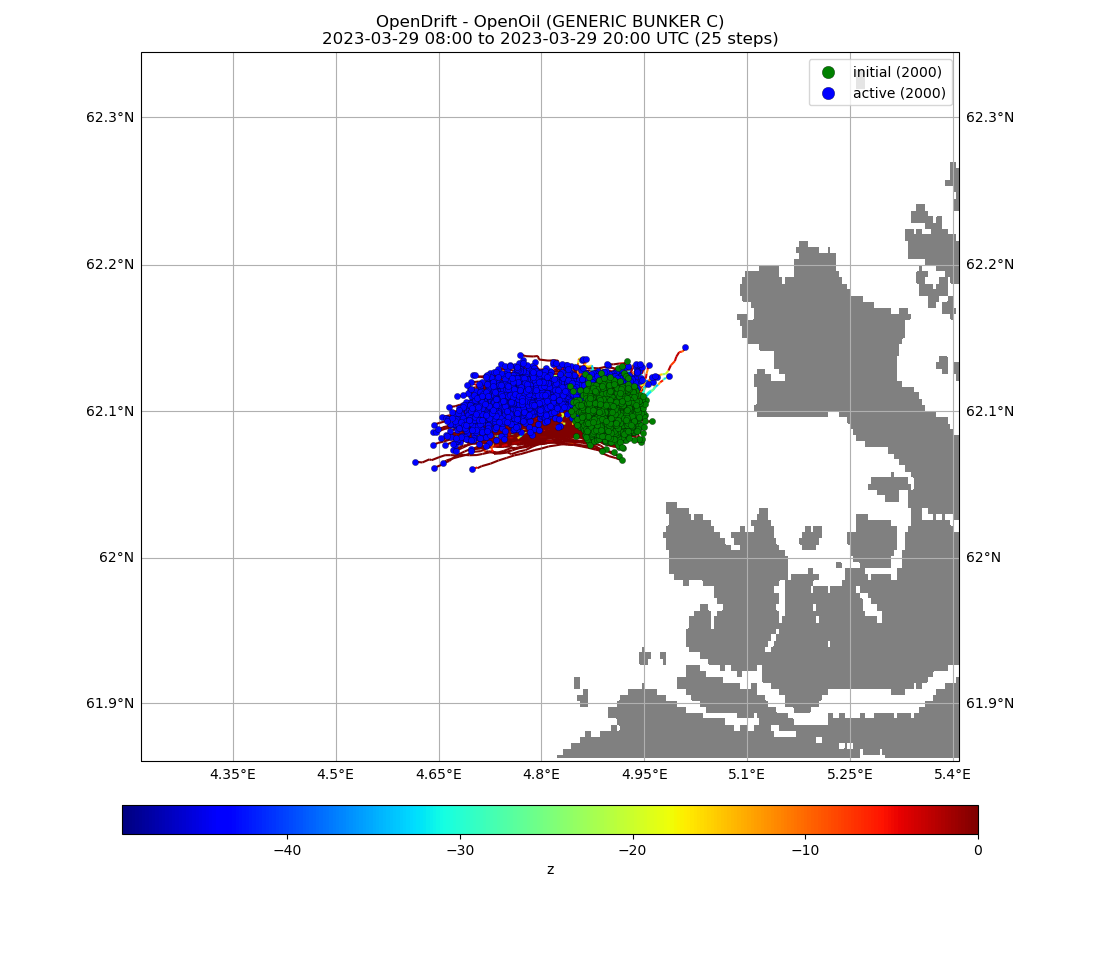 OpenDrift - OpenOil (GENERIC BUNKER C)
2023-03-29 08:00 to 2023-03-29 20:00 UTC (25 steps)
initial (2000)
active (2000)
62.3°N 62.3°N
62.2°N 62.2°N
62.1°N 62.1°N
62°N 62°N
61.9°N 61.9°N
4.35°E 4.5°E 4.65°E 4.8°E 4.95°E 5.1°E 5.25°E 5.4°E
−40 −30 −20 −10 0
z